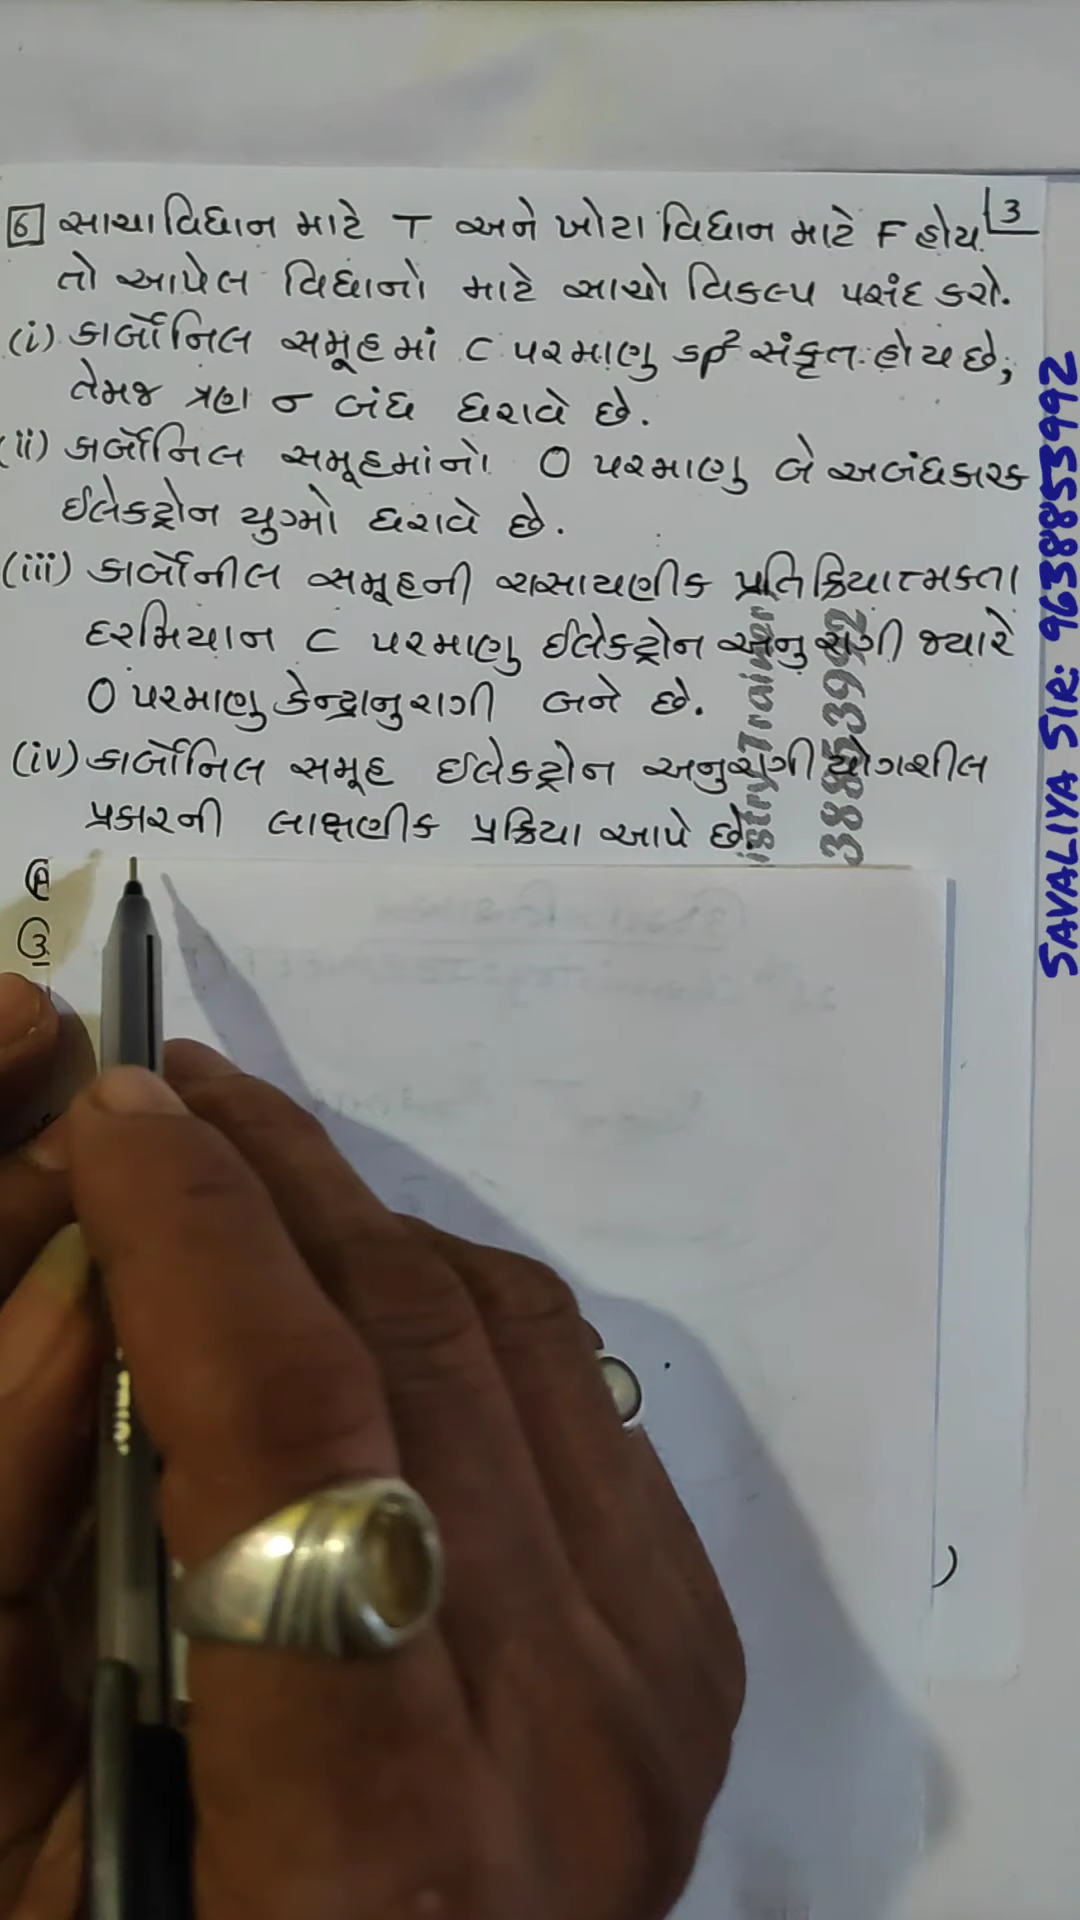 6 સાચા વિધાન માટે T અને ખોટા વિધાન માટે F હોય
તો આપેલ વિધાનો માટે સાચો વિકલ્પ પસંદ કરો.
(i) કાર્બોનિલ સમૂહમાં C પરમાણુ sp² સંકૃત હોય છે,
તેમજ ત્રણ σ બંધ ધરાવે છે.
(ii) કાર્બોનિલ સમૂહમાંનો O પરમાણુ બે અબંધકારક
ઈલેક્ટ્રોન યુગ્મો ધરાવે છે.
(iii) કાર્બોનીલ સમૂહની રાસાયણીક પ્રતિક્રિયાત્મકતા
દરમિયાન C પરમાણુ ઈલેક્ટ્રોન અનુરાગી જ્યારે
O પરમાણુ કેન્દ્રાનુરાગી બને છે.
(iv) કાર્બોનિલ સમૂહ ઈલેક્ટ્રોન અનુરાગી યોગશીલ
પ્રકારની લાક્ષણીક પ્રક્રિયા આપે છે.
3
A
SAVALIYA SIR: 9638853992
istryTrainer
38853992